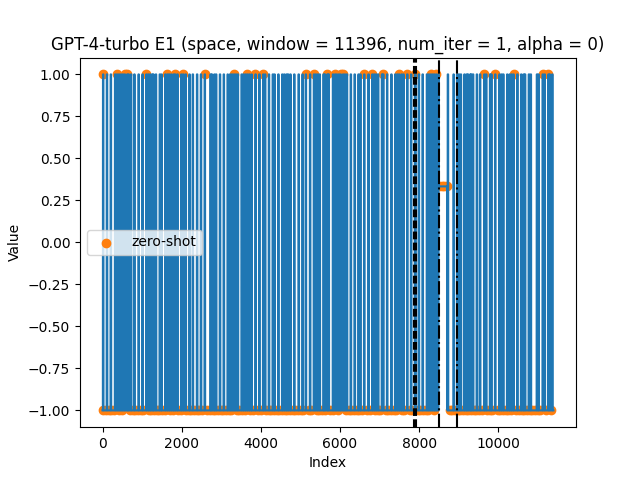 GPT-4-turbo E1 (space, window = 11396, num_iter = 1, alpha = 0)
1.00
0.75
0.50
0.25
0.00
−0.25
−0.50
−0.75
−1.00
Value
zero-shot
0 2000 4000 6000 8000 10000
Index